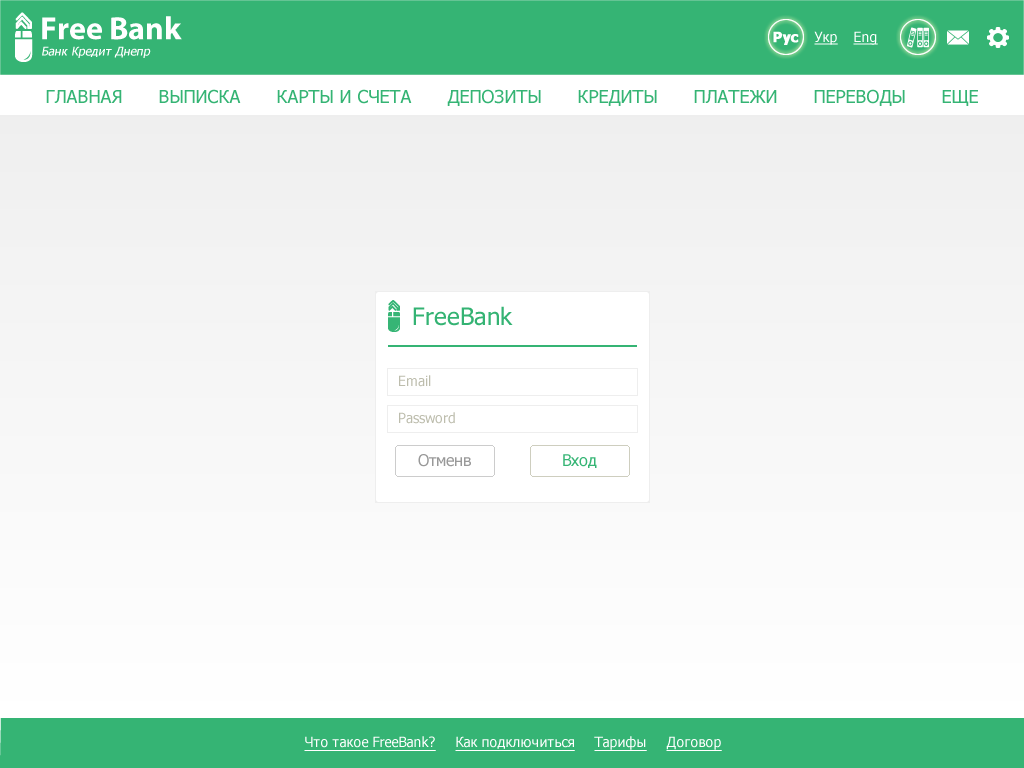 Free Bank
Банк Кредит Днепр
Рус Укр Eng
ГЛАВНАЯ ВЫПИСКА КАРТЫ И СЧЕТА ДЕПОЗИТЫ КРЕДИТЫ ПЛАТЕЖИ ПЕРЕВОДЫ ЕЩЕ
FreeBank
Email
Password
Отменв Вход
Что такое FreeBank? Как подключиться Тарифы Договор